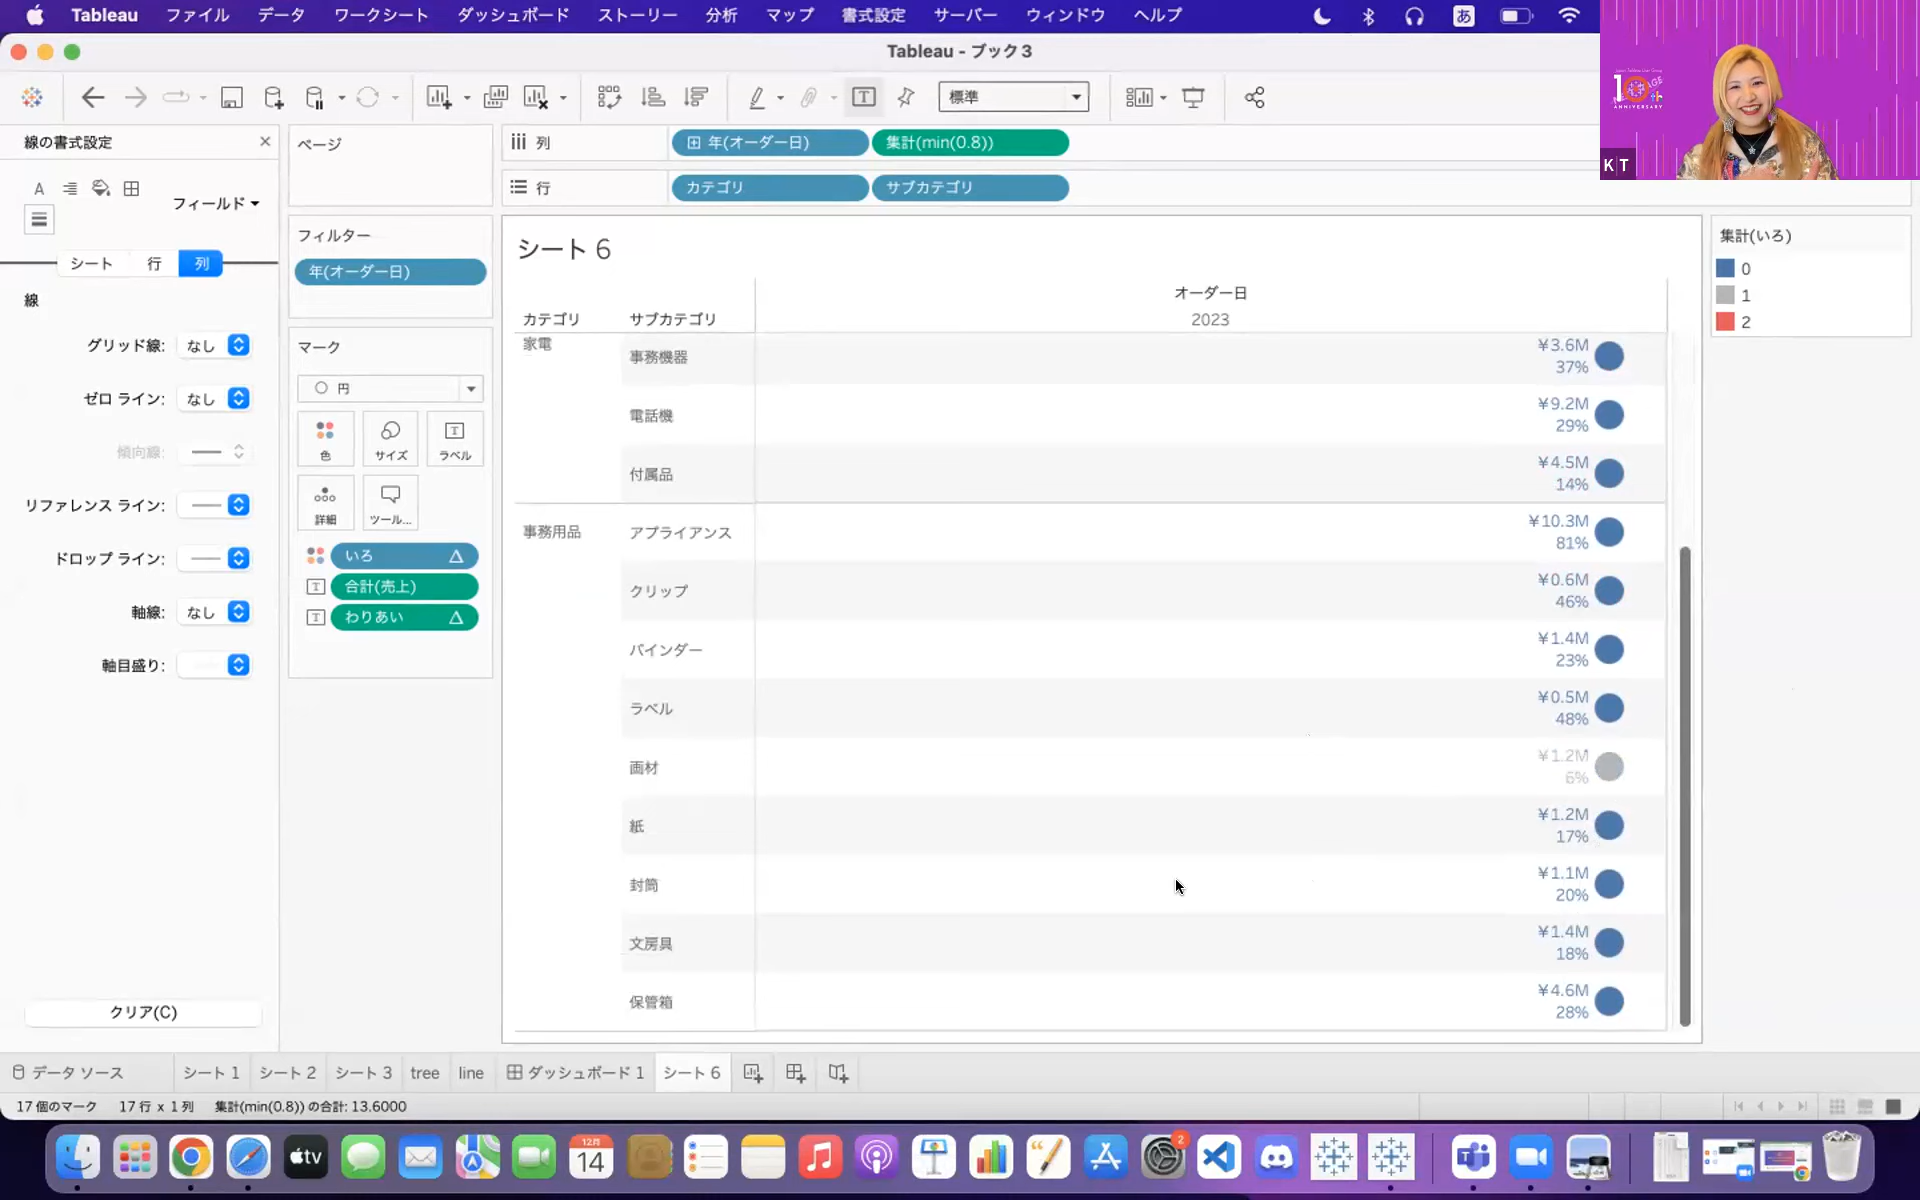 Tableau ファイル データ ワークシート ダッシュボード ストーリー 分析 マップ 書式設定 サーバー ウィンドウ ヘルプ あ
Tableau - ブック3
標準
線の書式設定
フィールド
シート 行 列
線
グリッド線: なし
ゼロ ライン: なし
傾向線:
リファレンス ライン:
ドロップ ライン:
軸線: なし
軸目盛り:
クリア(C)
ページ
フィルター
年(オーダー日)
マーク
円
色 サイズ ラベル
詳細 ツール...
いろ
合計(売上)
わりあい
列 年(オーダー日) 集計(min(0.8))
行 カテゴリ サブカテゴリ
シート 6
オーダー日
カテゴリ サブカテゴリ 2023
家電 事務機器 ¥3.6M
37%
電話機 ¥9.2M
29%
付属品 ¥4.5M
14%
事務用品 アプライアンス ¥10.3M
81%
クリップ ¥0.6M
46%
バインダー ¥1.4M
23%
ラベル ¥0.5M
48%
画材 ¥1.2M
6%
紙 ¥1.2M
17%
封筒 ¥1.1M
20%
文房具 ¥1.4M
18%
保管箱 ¥4.6M
28%
集計(いろ)
0
1
2
K T
10th
ANNIVERSARY
データ ソース シート 1 シート 2 シート 3 tree line ダッシュボード 1 シート 6
17 個のマーク 17 行 x 1 列 集計(min(0.8)) の合計: 13.6000
tv
12月
14
2